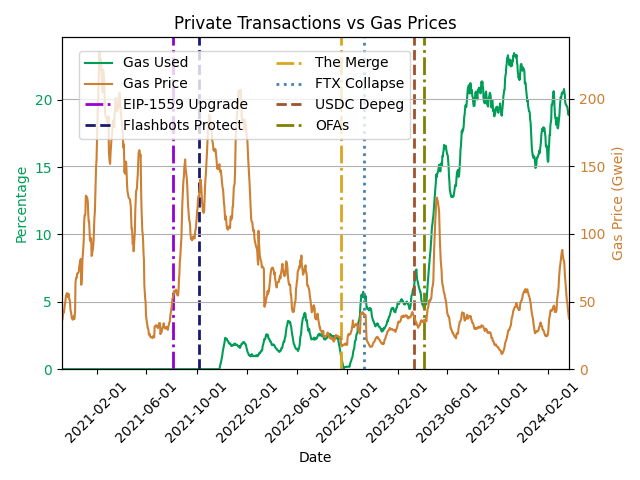 Private Transactions vs Gas Prices
Gas Used
Gas Price
EIP-1559 Upgrade
Flashbots Protect
The Merge
FTX Collapse
USDC Depeg
OFAs
Percentage
20
15
10
5
0
Gas Price (Gwei)
200
150
100
50
0
2021-02-01
2021-06-01
2021-10-01
2022-02-01
2022-06-01
2022-10-01
2023-02-01
2023-06-01
2023-10-01
2024-02-01
Date